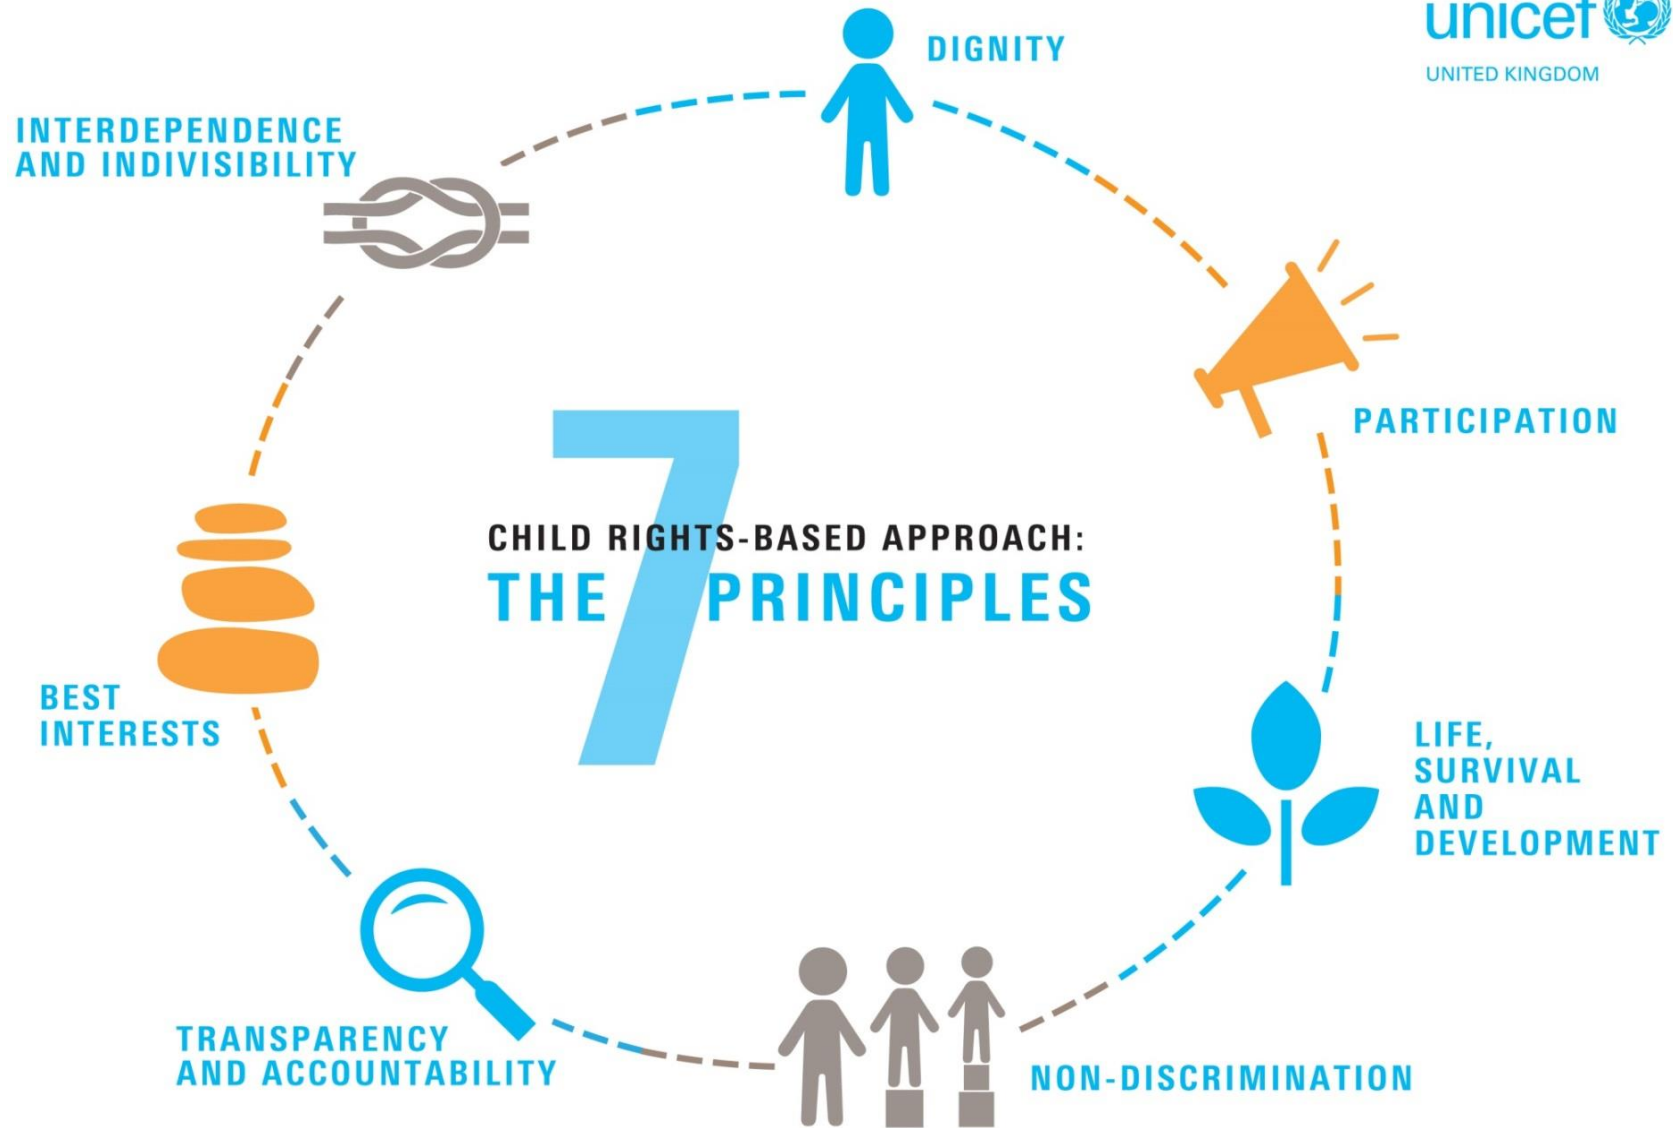 unicef
UNITED KINGDOM
DIGNITY
INTERDEPENDENCE
AND INDIVISIBILITY
PARTICIPATION
7
CHILD RIGHTS-BASED APPROACH:
THE PRINCIPLES
BEST
INTERESTS
LIFE,
SURVIVAL
AND
DEVELOPMENT
TRANSPARENCY
AND ACCOUNTABILITY
NON-DISCRIMINATION